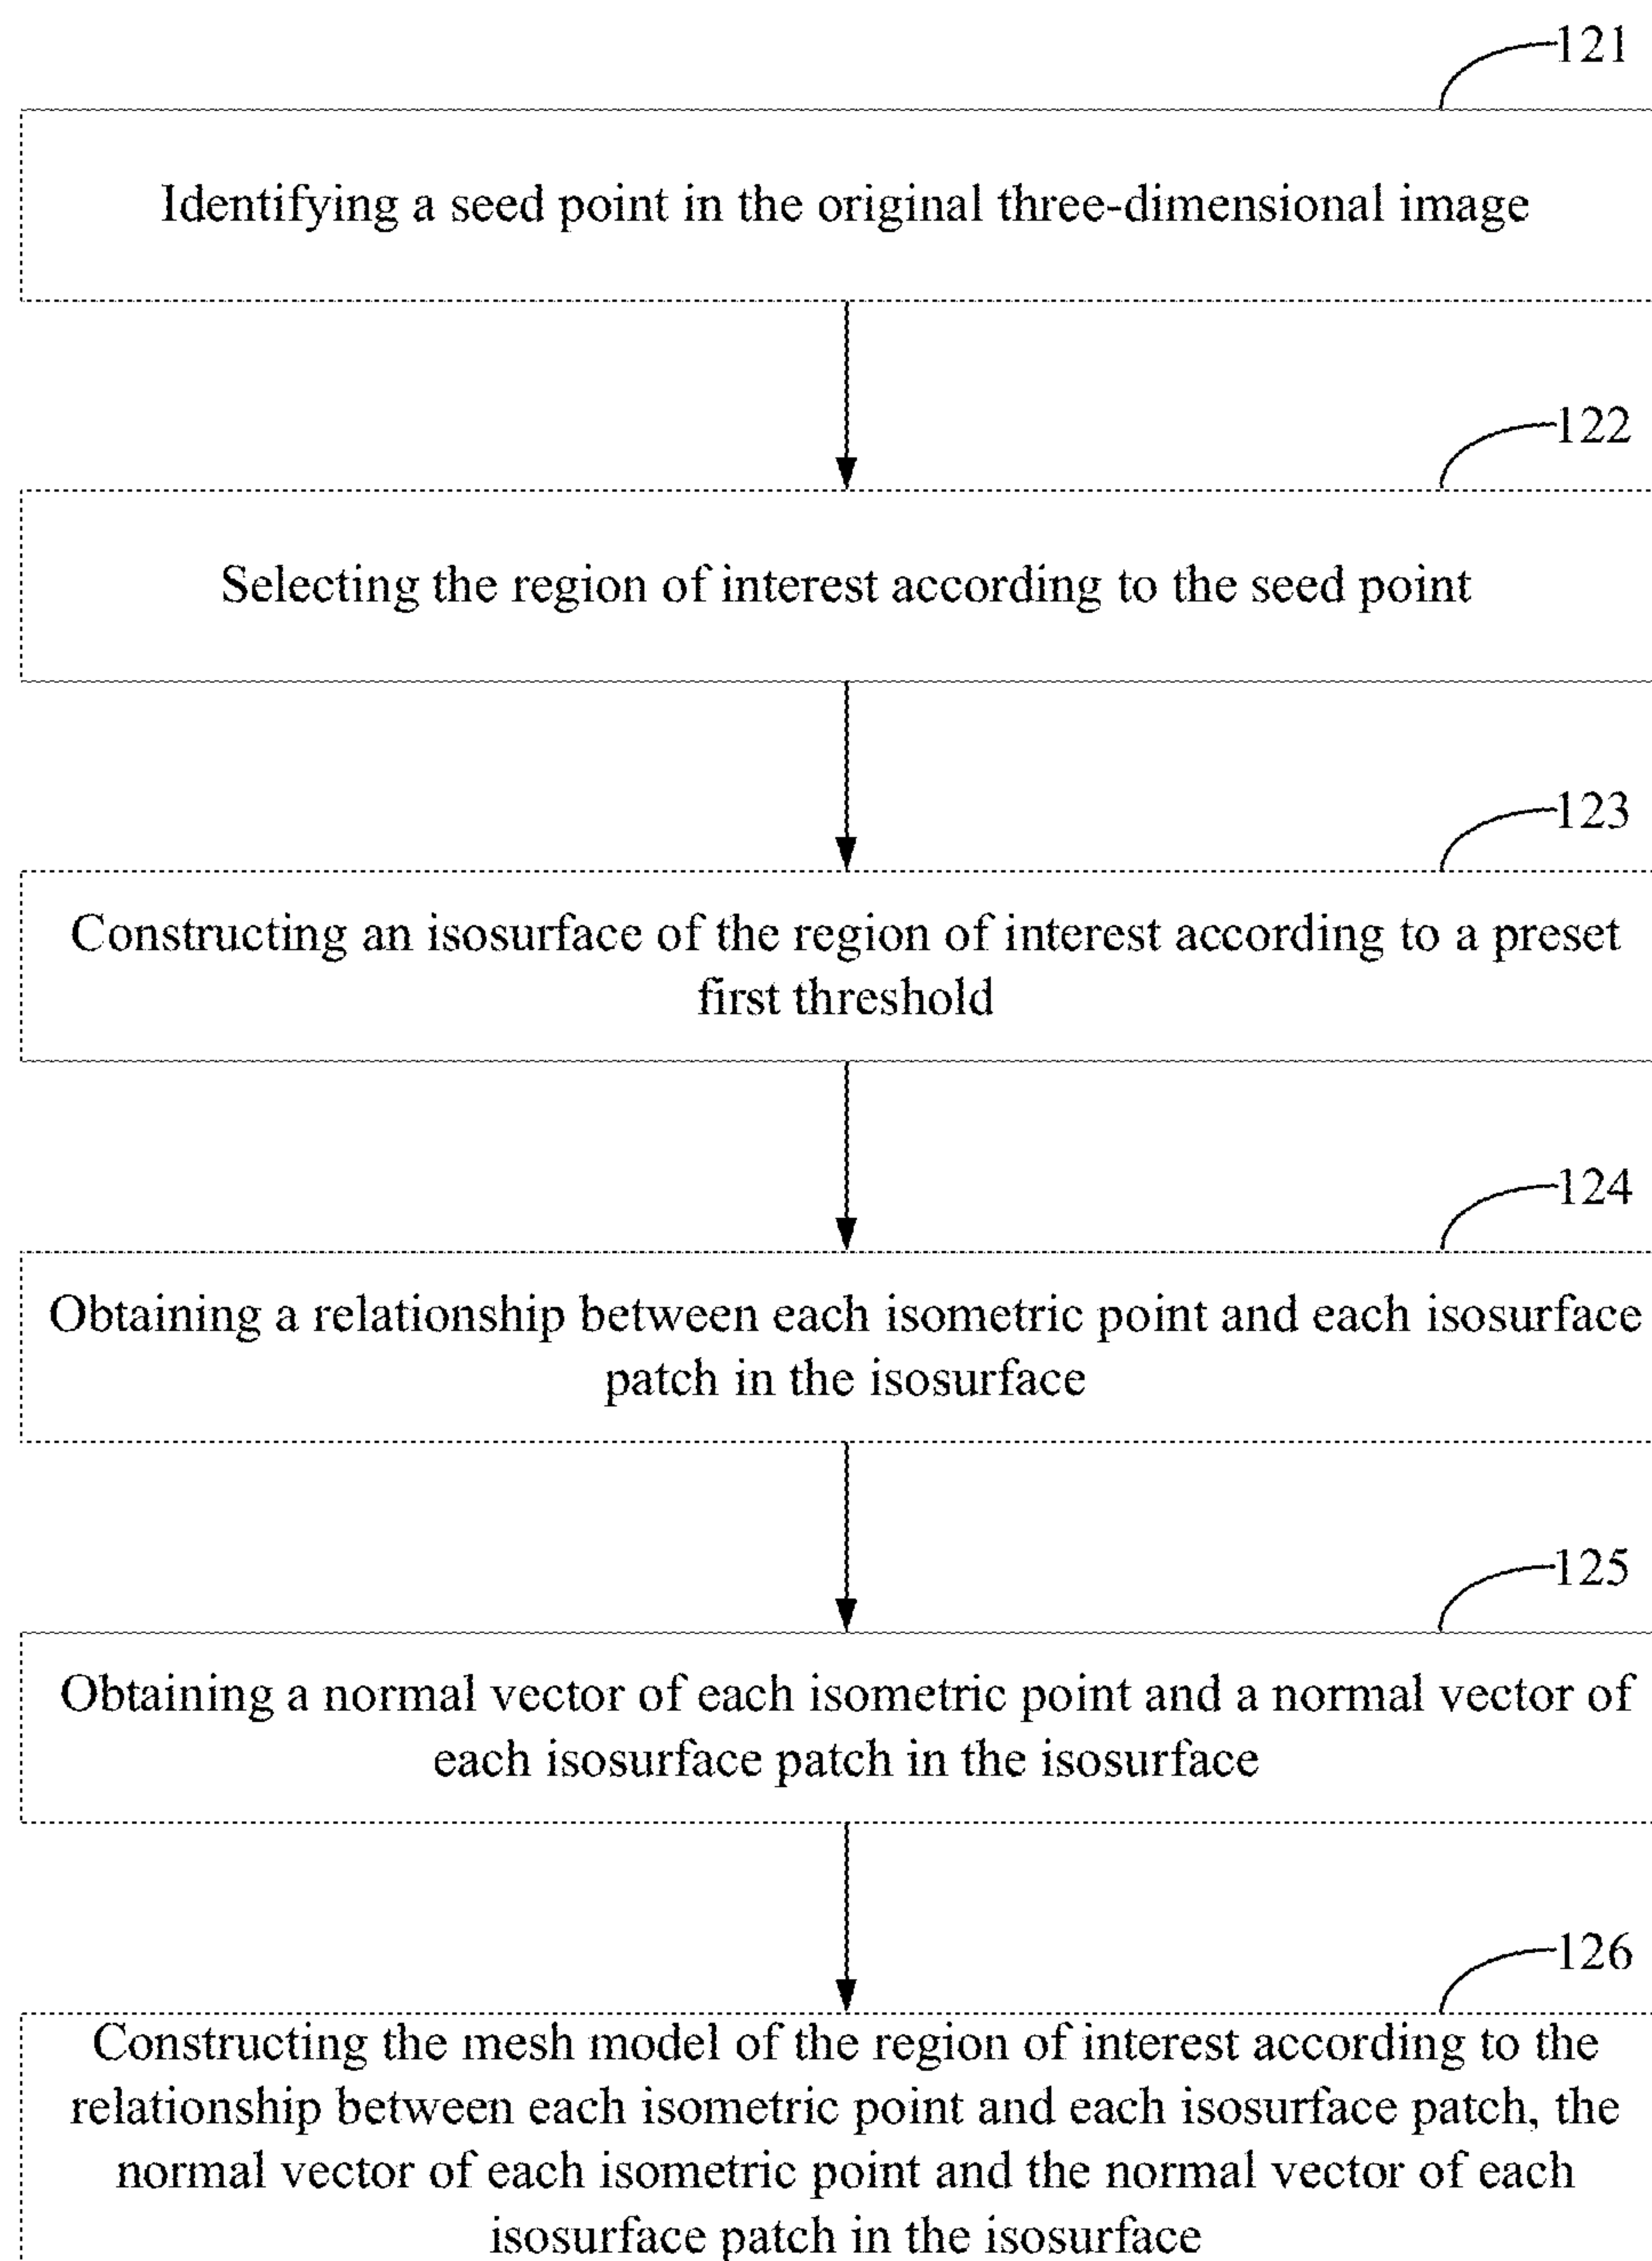 121
Identifying a seed point in the original three-dimensional image
122
Selecting the region of interest according to the seed point
123
Constructing an isosurface of the region of interest according to a preset
first threshold
124
Obtaining a relationship between each isometric point and each isosurface
patch in the isosurface
125
Obtaining a normal vector of each isometric point and a normal vector of
each isosurface patch in the isosurface
126
Constructing the mesh model of the region of interest according to the
relationship between each isometric point and each isosurface patch, the
normal vector of each isometric point and the normal vector of each
isosurface patch in the isosurface